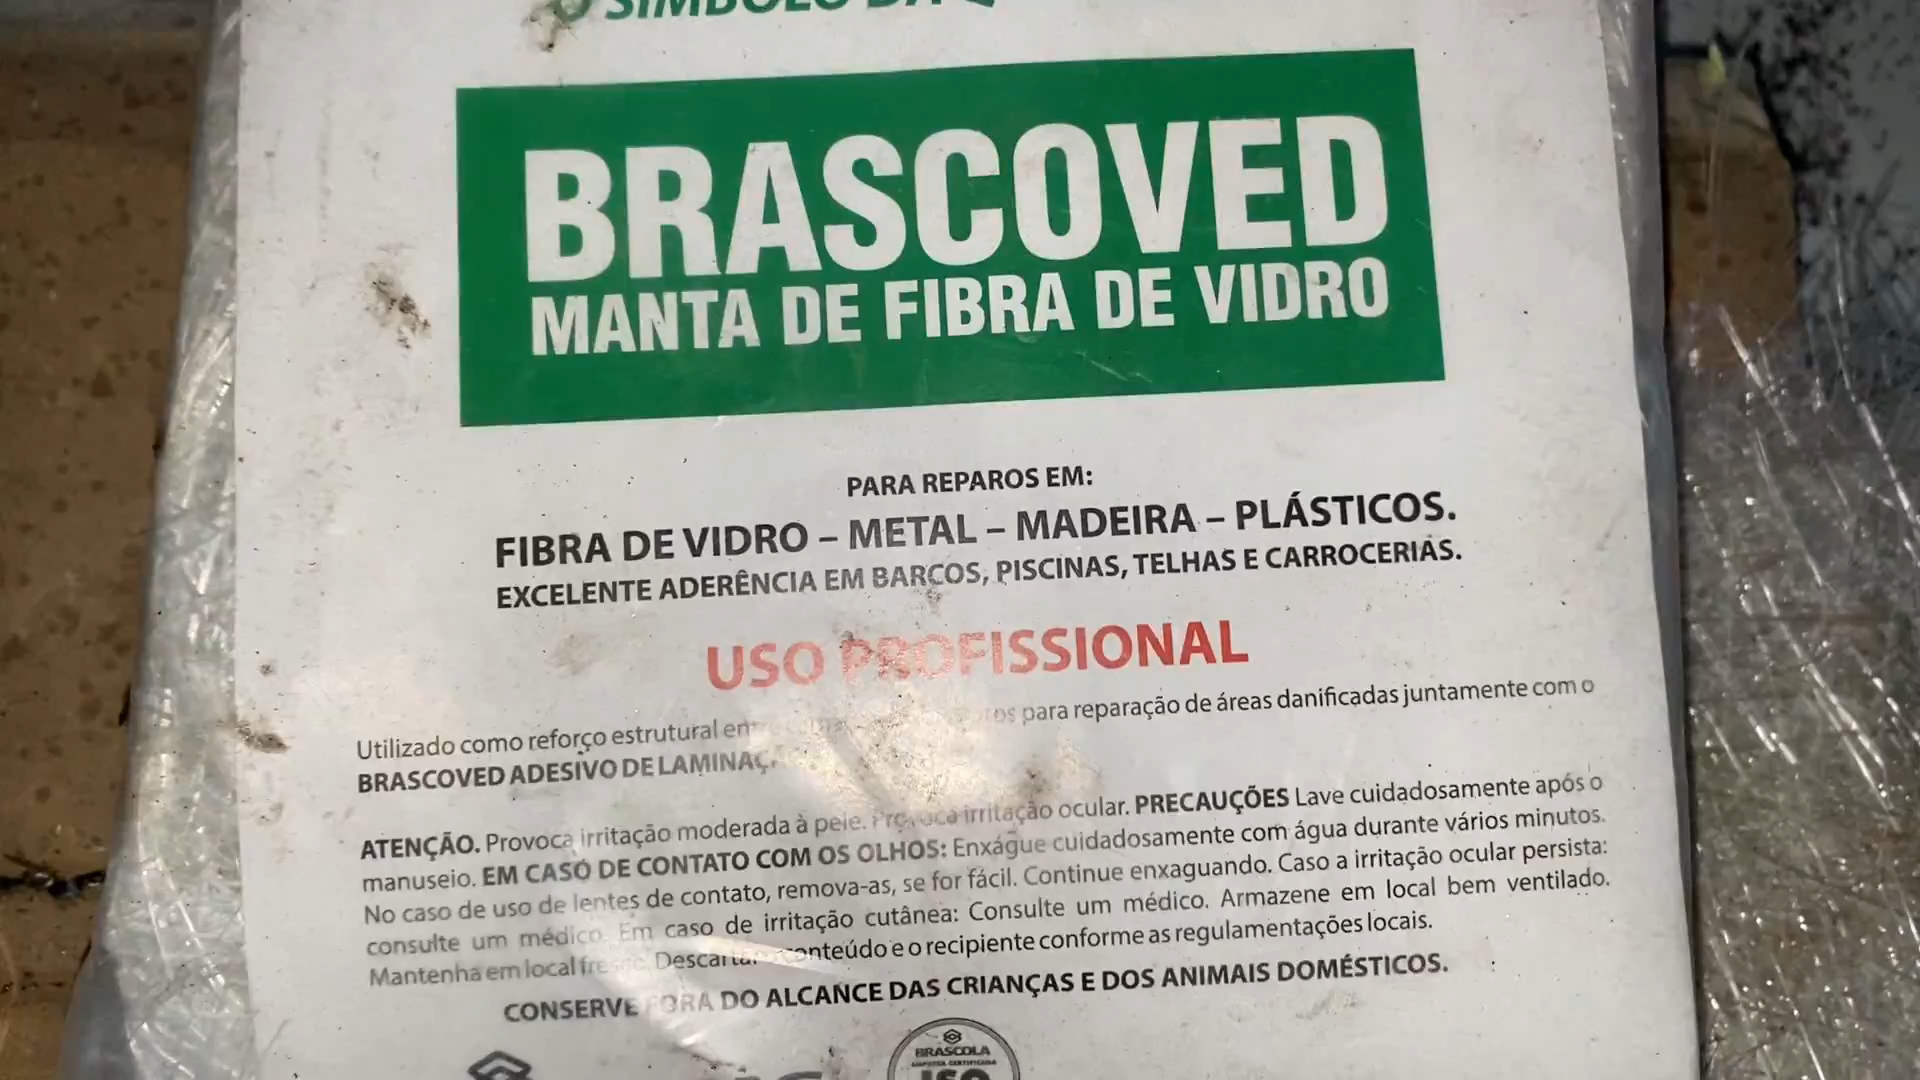 O SÍMBOLO DA
BRASCOVED
MANTA DE FIBRA DE VIDRO
PARA REPAROS EM:
FIBRA DE VIDRO – METAL – MADEIRA – PLÁSTICOS.
EXCELENTE ADERÊNCIA EM BARCOS, PISCINAS, TELHAS E CARROCERIAS.
USO PROFISSIONAL
Utilizado como reforço estrutural para reparação de áreas danificadas juntamente com o
BRASCOVED ADESIVO DE
ATENÇÃO. Provoca irritação moderada à pele. Provoca irritação ocular. PRECAUÇÕES Lave cuidadosamente após o
manuseio. EM CASO DE CONTATO COM OS OLHOS: Enxágue cuidadosamente com água durante vários minutos.
No caso de uso de lentes de contato, remova-as, se for fácil. Continue enxaguando. Caso a irritação ocular persista:
consulte um médico. Em caso de irritação cutânea: Consulte um médico. Armazene em local bem ventilado.
Mantenha em local conteúdo e o recipiente conforme as regulamentações locais.
CONSERVE FORA DO ALCANCE DAS CRIANÇAS E DOS ANIMAIS DOMÉSTICOS.
BRASCOLA
ISO